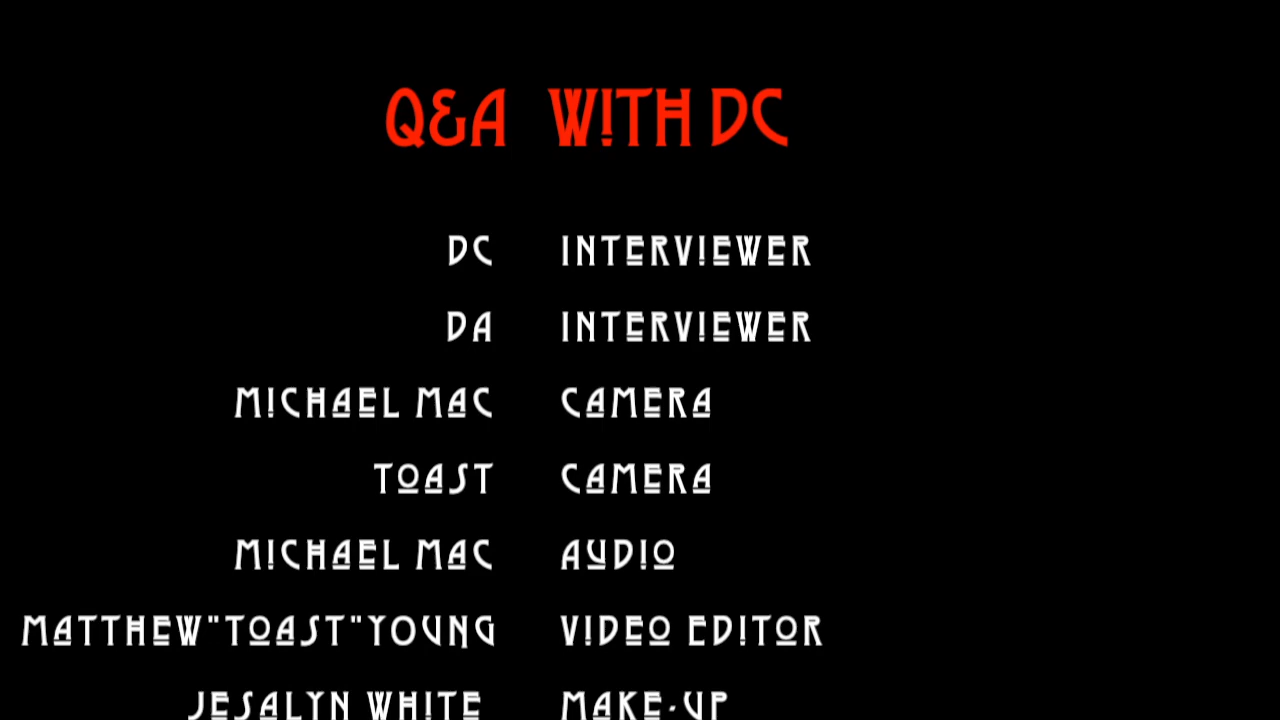 Q&A WITH DC
DC INTERVIEWER
DA INTERVIEWER
MICHAEL MAC CAMERA
TOAST CAMERA
MICHAEL MAC AUDIO
MATTHEW"TOAST"YOUNG VIDEO EDITOR
JESALYN WHITE MAKE-UP